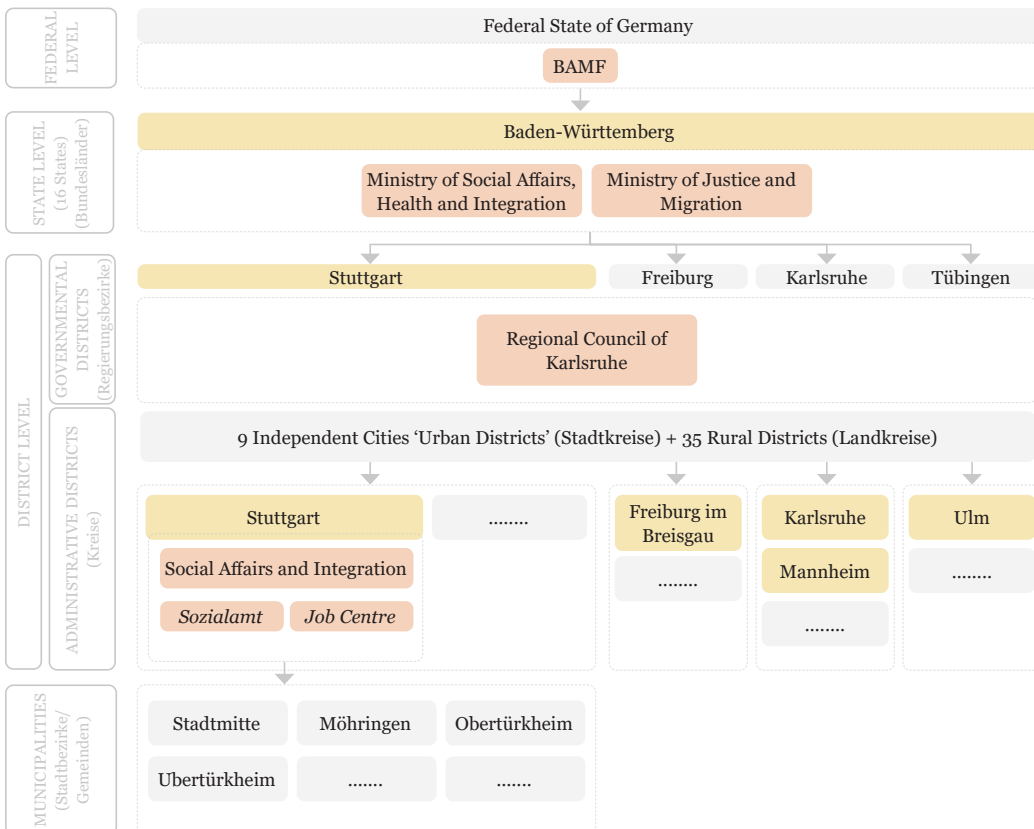 FEDERAL
LEVEL
Federal State of Germany
BAMF
STATE LEVEL
(16 States)
(Bundesländer)
Baden-Württemberg
Ministry of Social Affairs,
Health and Integration
Ministry of Justice and
Migration
DISTRICT LEVEL
GOVERNMENTAL
DISTRICTS
(Regierungsbezirke)
Stuttgart
Freiburg
Karlsruhe
Tübingen
Regional Council of
Karlsruhe
ADMINISTRATIVE DISTRICTS
(Kreise)
9 Independent Cities ‘Urban Districts’ (Stadtkreise) + 35 Rural Districts (Landkreise)
Stuttgart
........
Social Affairs and Integration
Sozialamt
Job Centre
Freiburg im
Breisgau
........
Karlsruhe
Mannheim
........
Ulm
........
MUNICIPALITIES
(Stadtbezirke/
Gemeinden)
Stadtmitte
Möhringen
Obertürkheim
Ubertürkheim
.......
.......